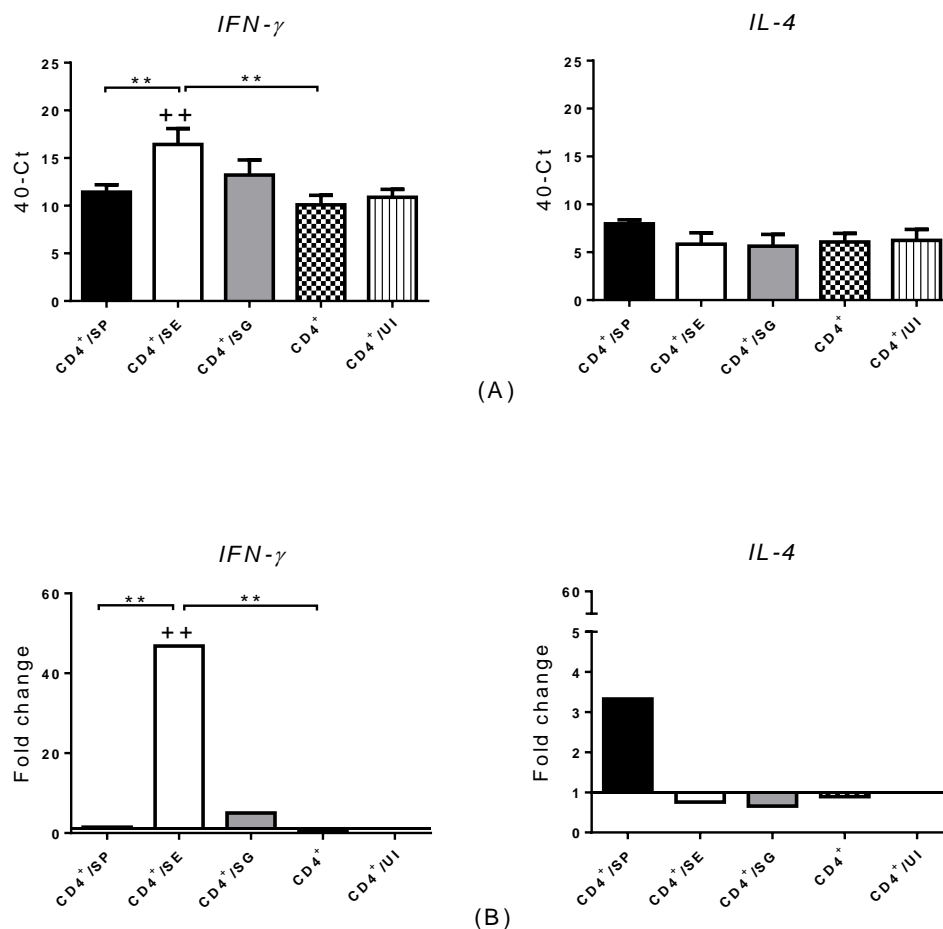 IFN-γ
25
20
15
10
5
0
40-Ct
** **
++
CD4⁺/SP
CD4⁺/SE
CD4⁺/SG
CD4⁺
CD4⁺/UI
IL-4
25
20
15
10
5
0
40-Ct
CD4⁺/SP
CD4⁺/SE
CD4⁺/SG
CD4⁺
CD4⁺/UI
(A)
IFN-γ
60
40
20
0
Fold change
** **
++
CD4⁺/SP
CD4⁺/SE
CD4⁺/SG
CD4⁺
CD4⁺/UI
IL-4
60
5
4
3
2
1
0
Fold change
CD4⁺/SP
CD4⁺/SE
CD4⁺/SG
CD4⁺
CD4⁺/UI
(B)